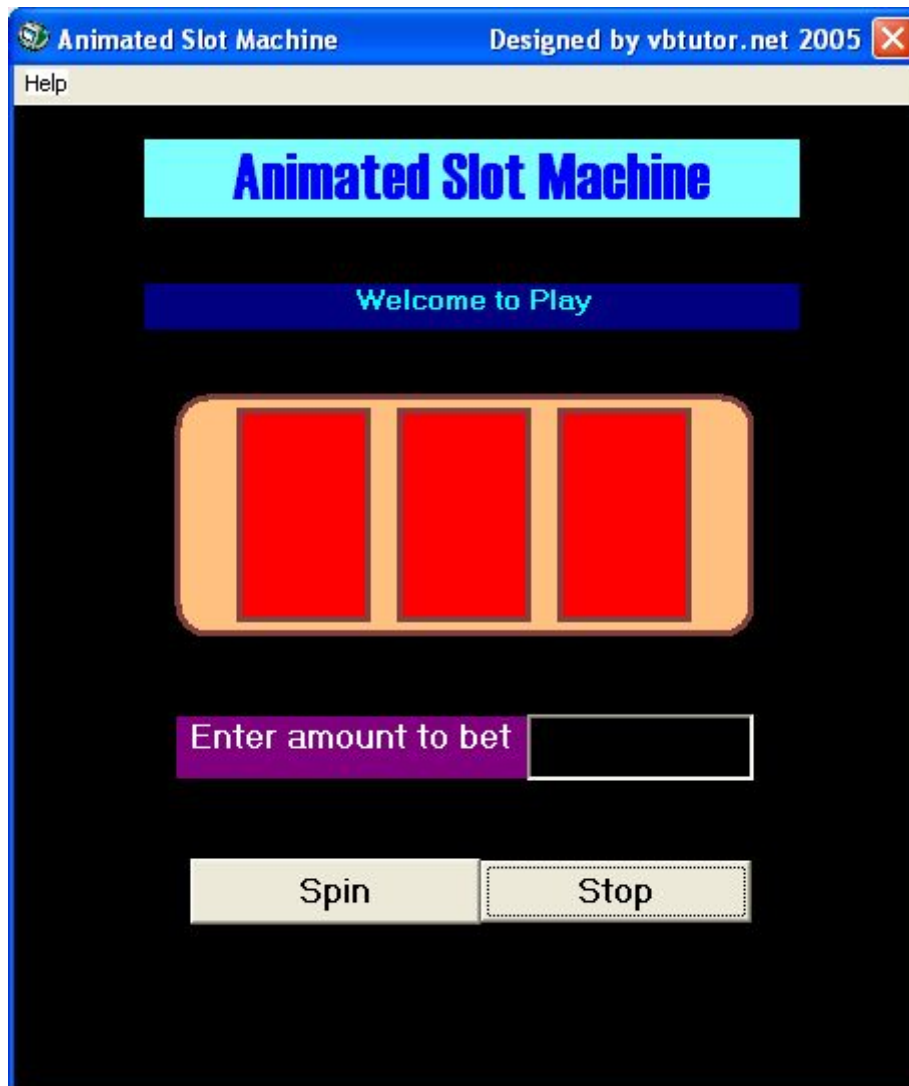 Animated Slot Machine Designed by vbtutor.net 2005
Help
Animated Slot Machine
Welcome to Play
Enter amount to bet
Spin Stop